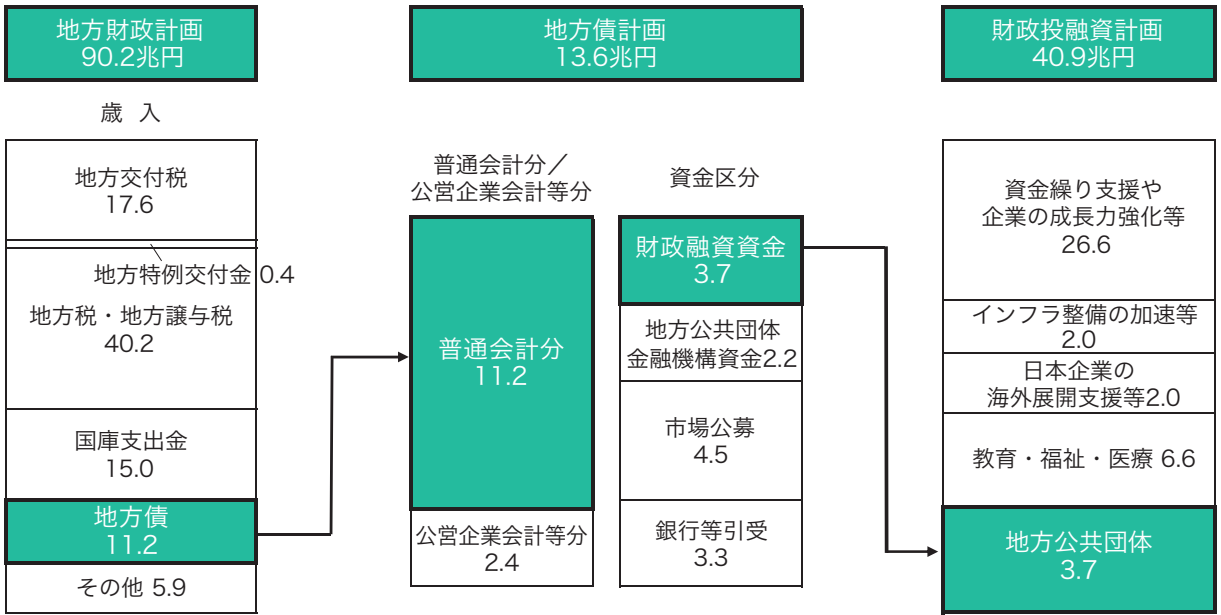 地方財政計画
90.2兆円
歳 入
地方交付税
17.6
地方特例交付金 0.4
地方税・地方譲与税
40.2
国庫支出金
15.0
地方債
11.2
その他 5.9
地方債計画
13.6兆円
普通会計分/
公営企業会計等分
普通会計分
11.2
公営企業会計等分
2.4
資金区分
財政融資資金
3.7
地方公共団体
金融機構資金2.2
市場公募
4.5
銀行等引受
3.3
財政投融資計画
40.9兆円
資金繰り支援や
企業の成長力強化等
26.6
インフラ整備の加速等
2.0
日本企業の
海外展開支援等2.0
教育・福祉・医療 6.6
地方公共団体
3.7